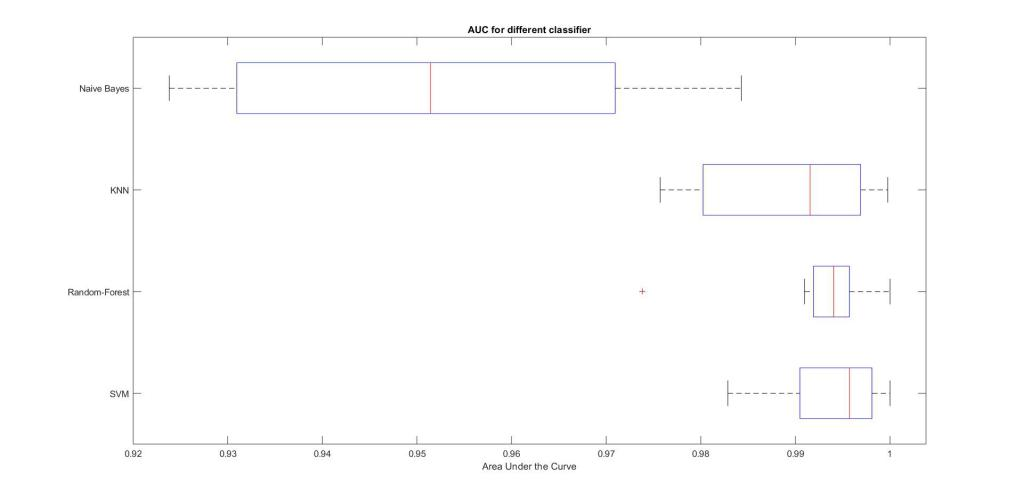 AUC for different classifier
Naive Bayes
KNN
Random-Forest
SVM
0.92 0.93 0.94 0.95 0.96 0.97 0.98 0.99 1
Area Under the Curve